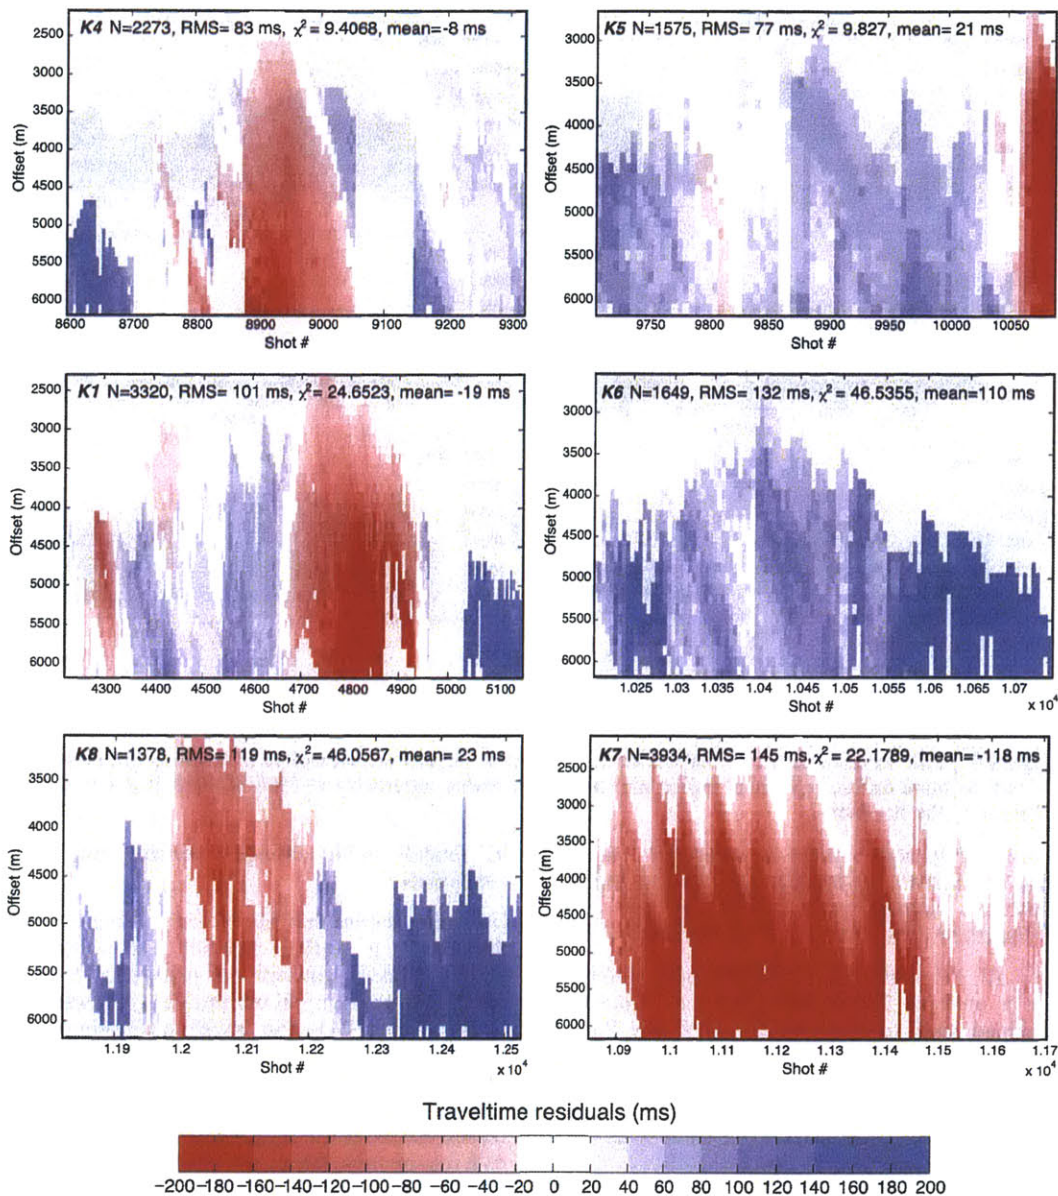 K4 N=2273, RMS= 83 ms, χ²= 9.4068, mean=-8 ms
2500
3000
3500
4000
4500
5000
5500
6000
Offset (m)
8600 8700 8800 8900 9000 9100 9200 9300
Shot #
K5 N=1575, RMS= 77 ms, χ²= 9.827, mean= 21 ms
3000
3500
4000
4500
5000
5500
6000
Offset (m)
9750 9800 9850 9900 9950 10000 10050
Shot #
K1 N=3320, RMS= 101 ms, χ²= 24.6523, mean= -19 ms
2500
3000
3500
4000
4500
5000
5500
6000
Offset (m)
4300 4400 4500 4600 4700 4800 4900 5000 5100
Shot #
K6 N=1649, RMS= 132 ms, χ²= 46.5355, mean=110 ms
3000
3500
4000
4500
5000
5500
6000
Offset (m)
1.025 1.03 1.035 1.04 1.045 1.05 1.055 1.06 1.065 1.07
Shot #
x 10⁴
K8 N=1378, RMS= 119 ms, χ²= 46.0567, mean= 23 ms
3500
4000
4500
5000
5500
6000
Offset (m)
1.19 1.2 1.21 1.22 1.23 1.24 1.25
Shot #
x 10⁴
K7 N=3934, RMS= 145 ms, χ²= 22.1789, mean= -118 ms
2500
3000
3500
4000
4500
5000
5500
6000
Offset (m)
1.09 1.1 1.11 1.12 1.13 1.14 1.15 1.16 1.17
Shot #
x 10⁴
Traveltime residuals (ms)
−200−180−160−140−120−100−80 −60 −40 −20 0 20 40 60 80 100 120 140 160 180 200